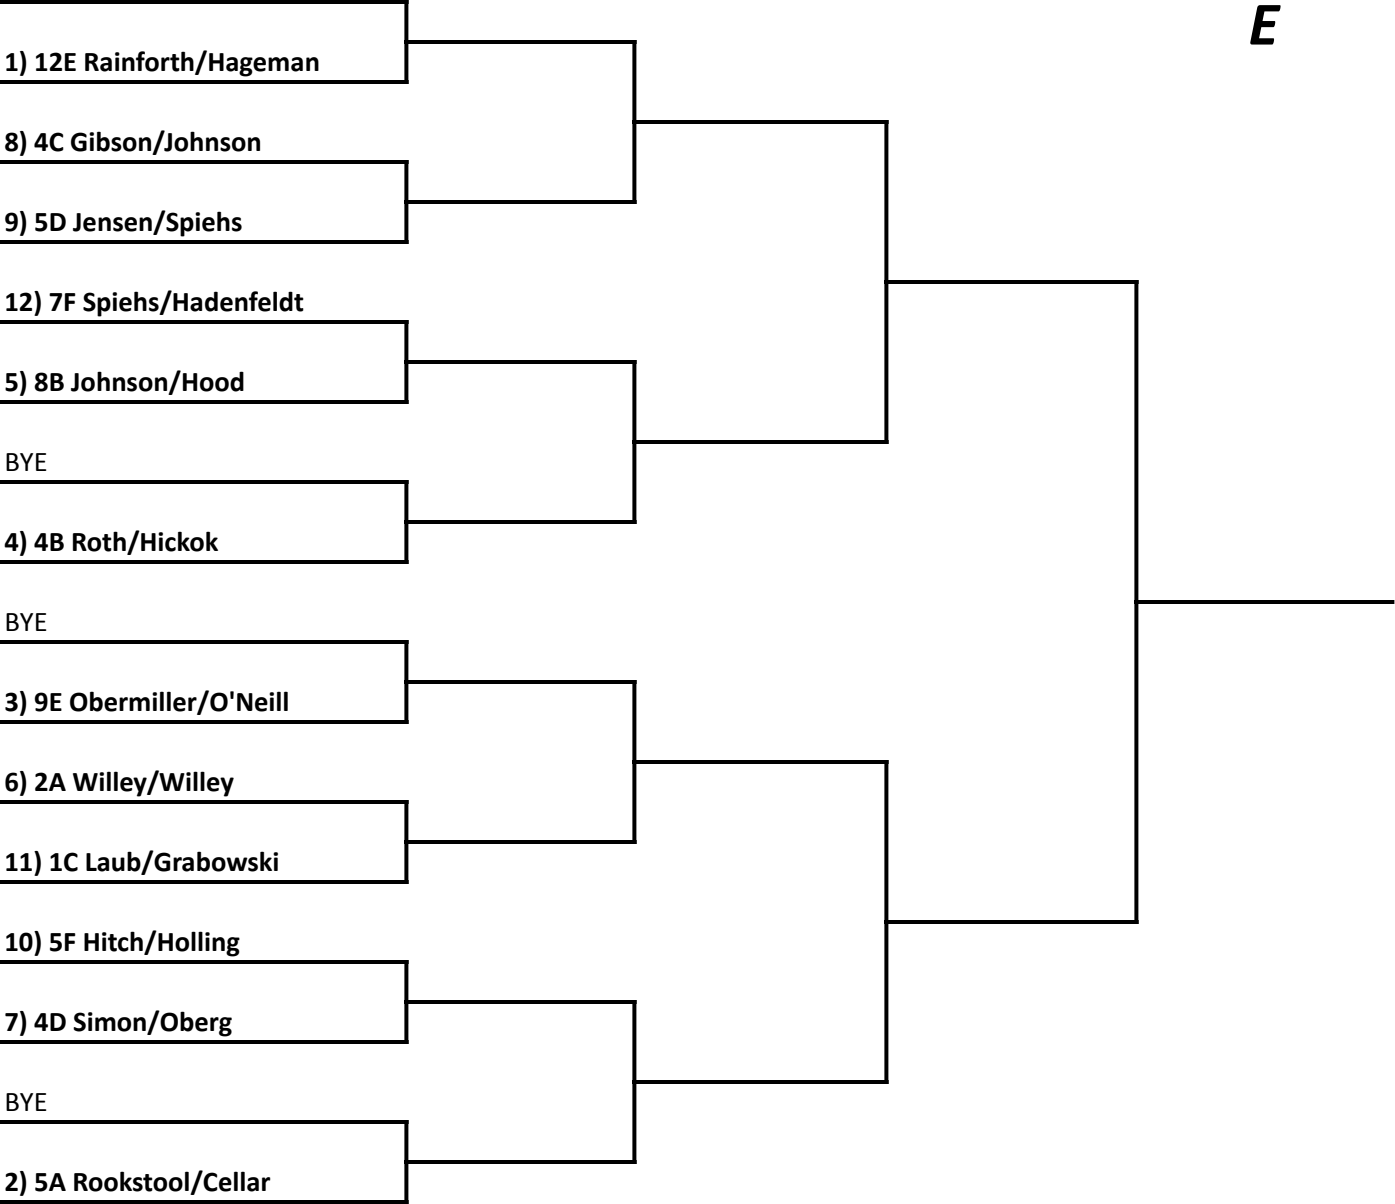 E
1) 12E Rainforth/Hageman
8) 4C Gibson/Johnson
9) 5D Jensen/Spiehs
12) 7F Spiehs/Hadenfeldt
5) 8B Johnson/Hood
BYE
4) 4B Roth/Hickok
BYE
3) 9E Obermiller/O'Neill
6) 2A Willey/Willey
11) 1C Laub/Grabowski
10) 5F Hitch/Holling
7) 4D Simon/Oberg
BYE
2) 5A Rookstool/Cellar